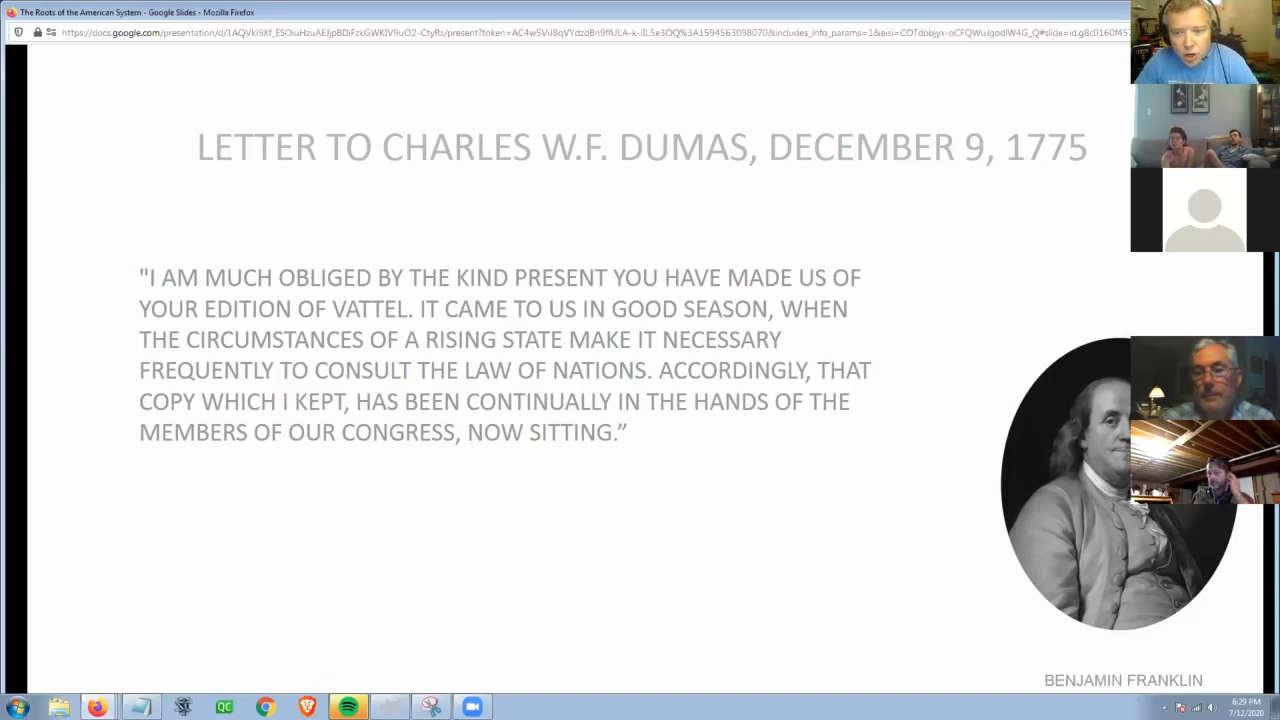 The Roots of the American System - Google Slides - Mozilla Firefox
LETTER TO CHARLES W.F. DUMAS, DECEMBER 9, 1775
"I AM MUCH OBLIGED BY THE KIND PRESENT YOU HAVE MADE US OF
YOUR EDITION OF VATTEL. IT CAME TO US IN GOOD SEASON, WHEN
THE CIRCUMSTANCES OF A RISING STATE MAKE IT NECESSARY
FREQUENTLY TO CONSULT THE LAW OF NATIONS. ACCORDINGLY, THAT
COPY WHICH I KEPT, HAS BEEN CONTINUALLY IN THE HANDS OF THE
MEMBERS OF OUR CONGRESS, NOW SITTING.”
BENJAMIN FRANKLIN
QC
6:29 PM
7/12/2020